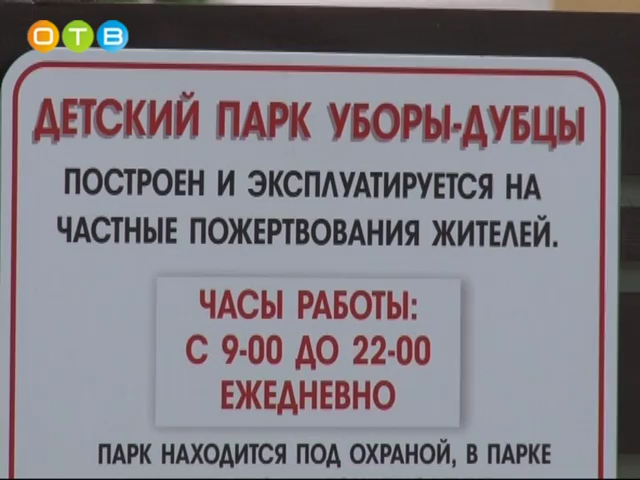 ОТВ
ДЕТСКИЙ ПАРК УБОРЫ-ДУБЦЫ
ПОСТРОЕН И ЭКСПЛУАТИРУЕТСЯ НА
ЧАСТНЫЕ ПОЖЕРТВОВАНИЯ ЖИТЕЛЕЙ.
ЧАСЫ РАБОТЫ:
С 9-00 ДО 22-00
ЕЖЕДНЕВНО
ПАРК НАХОДИТСЯ ПОД ОХРАНОЙ, В ПАРКЕ